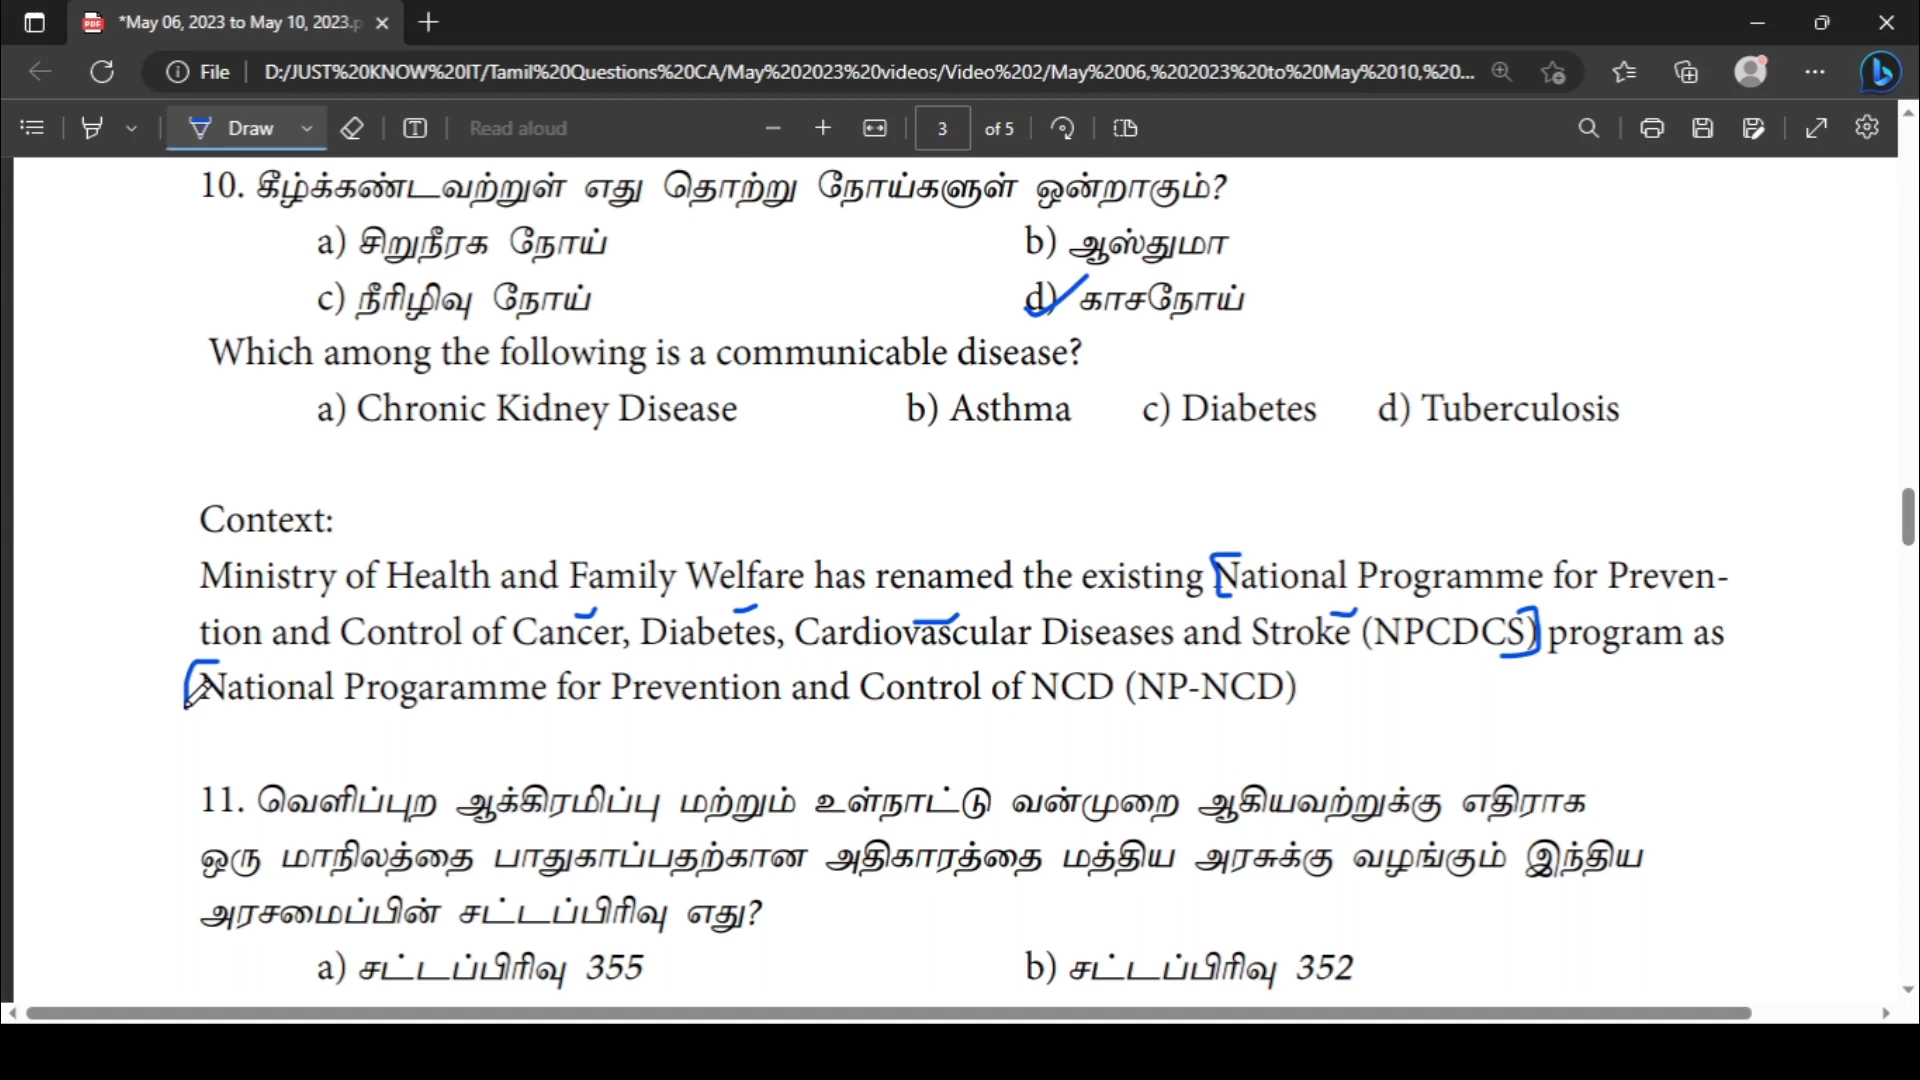 *May 06, 2023 to May 10, 2023.p
File D:/JUST%20KNOW%20IT/Tamil%20Questions%20CA/May%202023%20videos/Video%202/May%2006,%202023%20to%20May%2010,%20...
Draw Read aloud 3 of 5
10. கீழ்க்கண்டவற்றுள் எது தொற்று நோய்களுள் ஒன்றாகும்?
a) சிறுநீரக நோய் b) ஆஸ்துமா
c) நீரிழிவு நோய் d) காசநோய்
Which among the following is a communicable disease?
a) Chronic Kidney Disease b) Asthma c) Diabetes d) Tuberculosis
Context:
Ministry of Health and Family Welfare has renamed the existing National Programme for Preven-
tion and Control of Cancer, Diabetes, Cardiovascular Diseases and Stroke (NPCDCS) program as
National Progaramme for Prevention and Control of NCD (NP-NCD)
11. வெளிப்புற ஆக்கிரமிப்பு மற்றும் உள்நாட்டு வன்முறை ஆகியவற்றுக்கு எதிராக
ஒரு மாநிலத்தை பாதுகாப்பதற்கான அதிகாரத்தை மத்திய அரசுக்கு வழங்கும் இந்திய
அரசமைப்பின் சட்டப்பிரிவு எது?
a) சட்டப்பிரிவு 355 b) சட்டப்பிரிவு 352